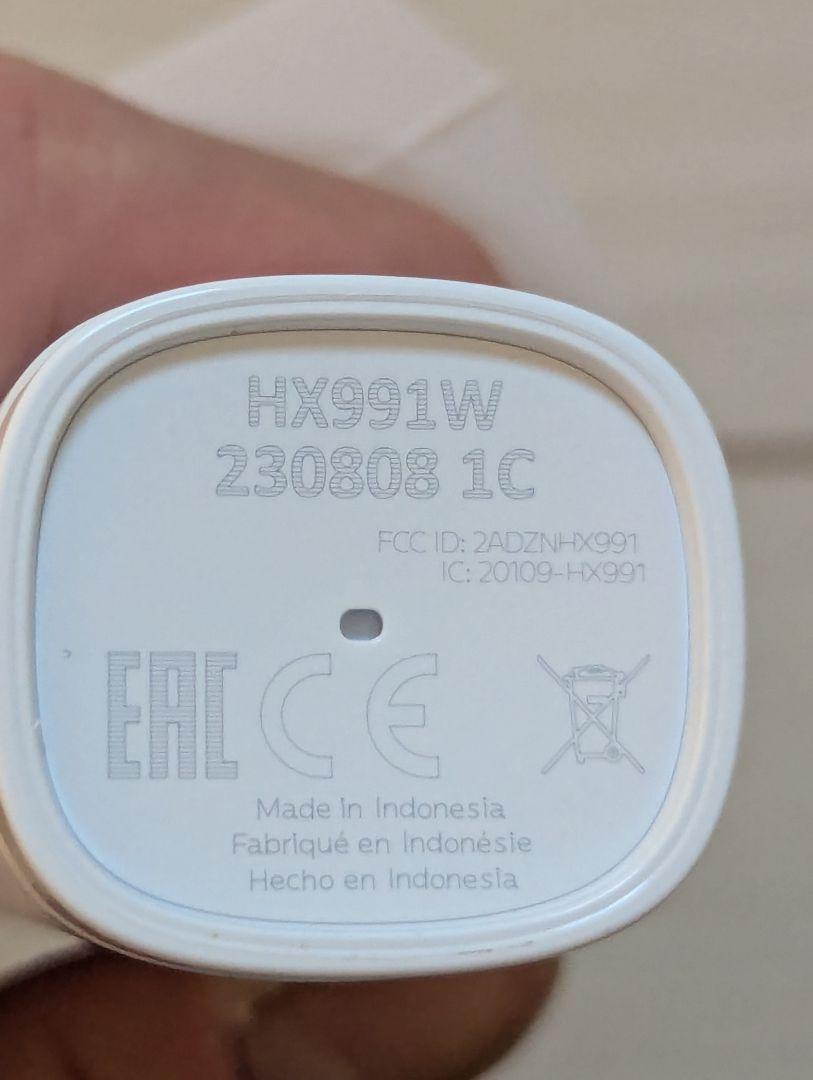 HX991W
230808 1C
FCC ID: 2ADZNHX991
IC: 20109-HX991
EAC CE
Made in Indonesia
Fabriqué en Indonésie
Hecho en Indonesia